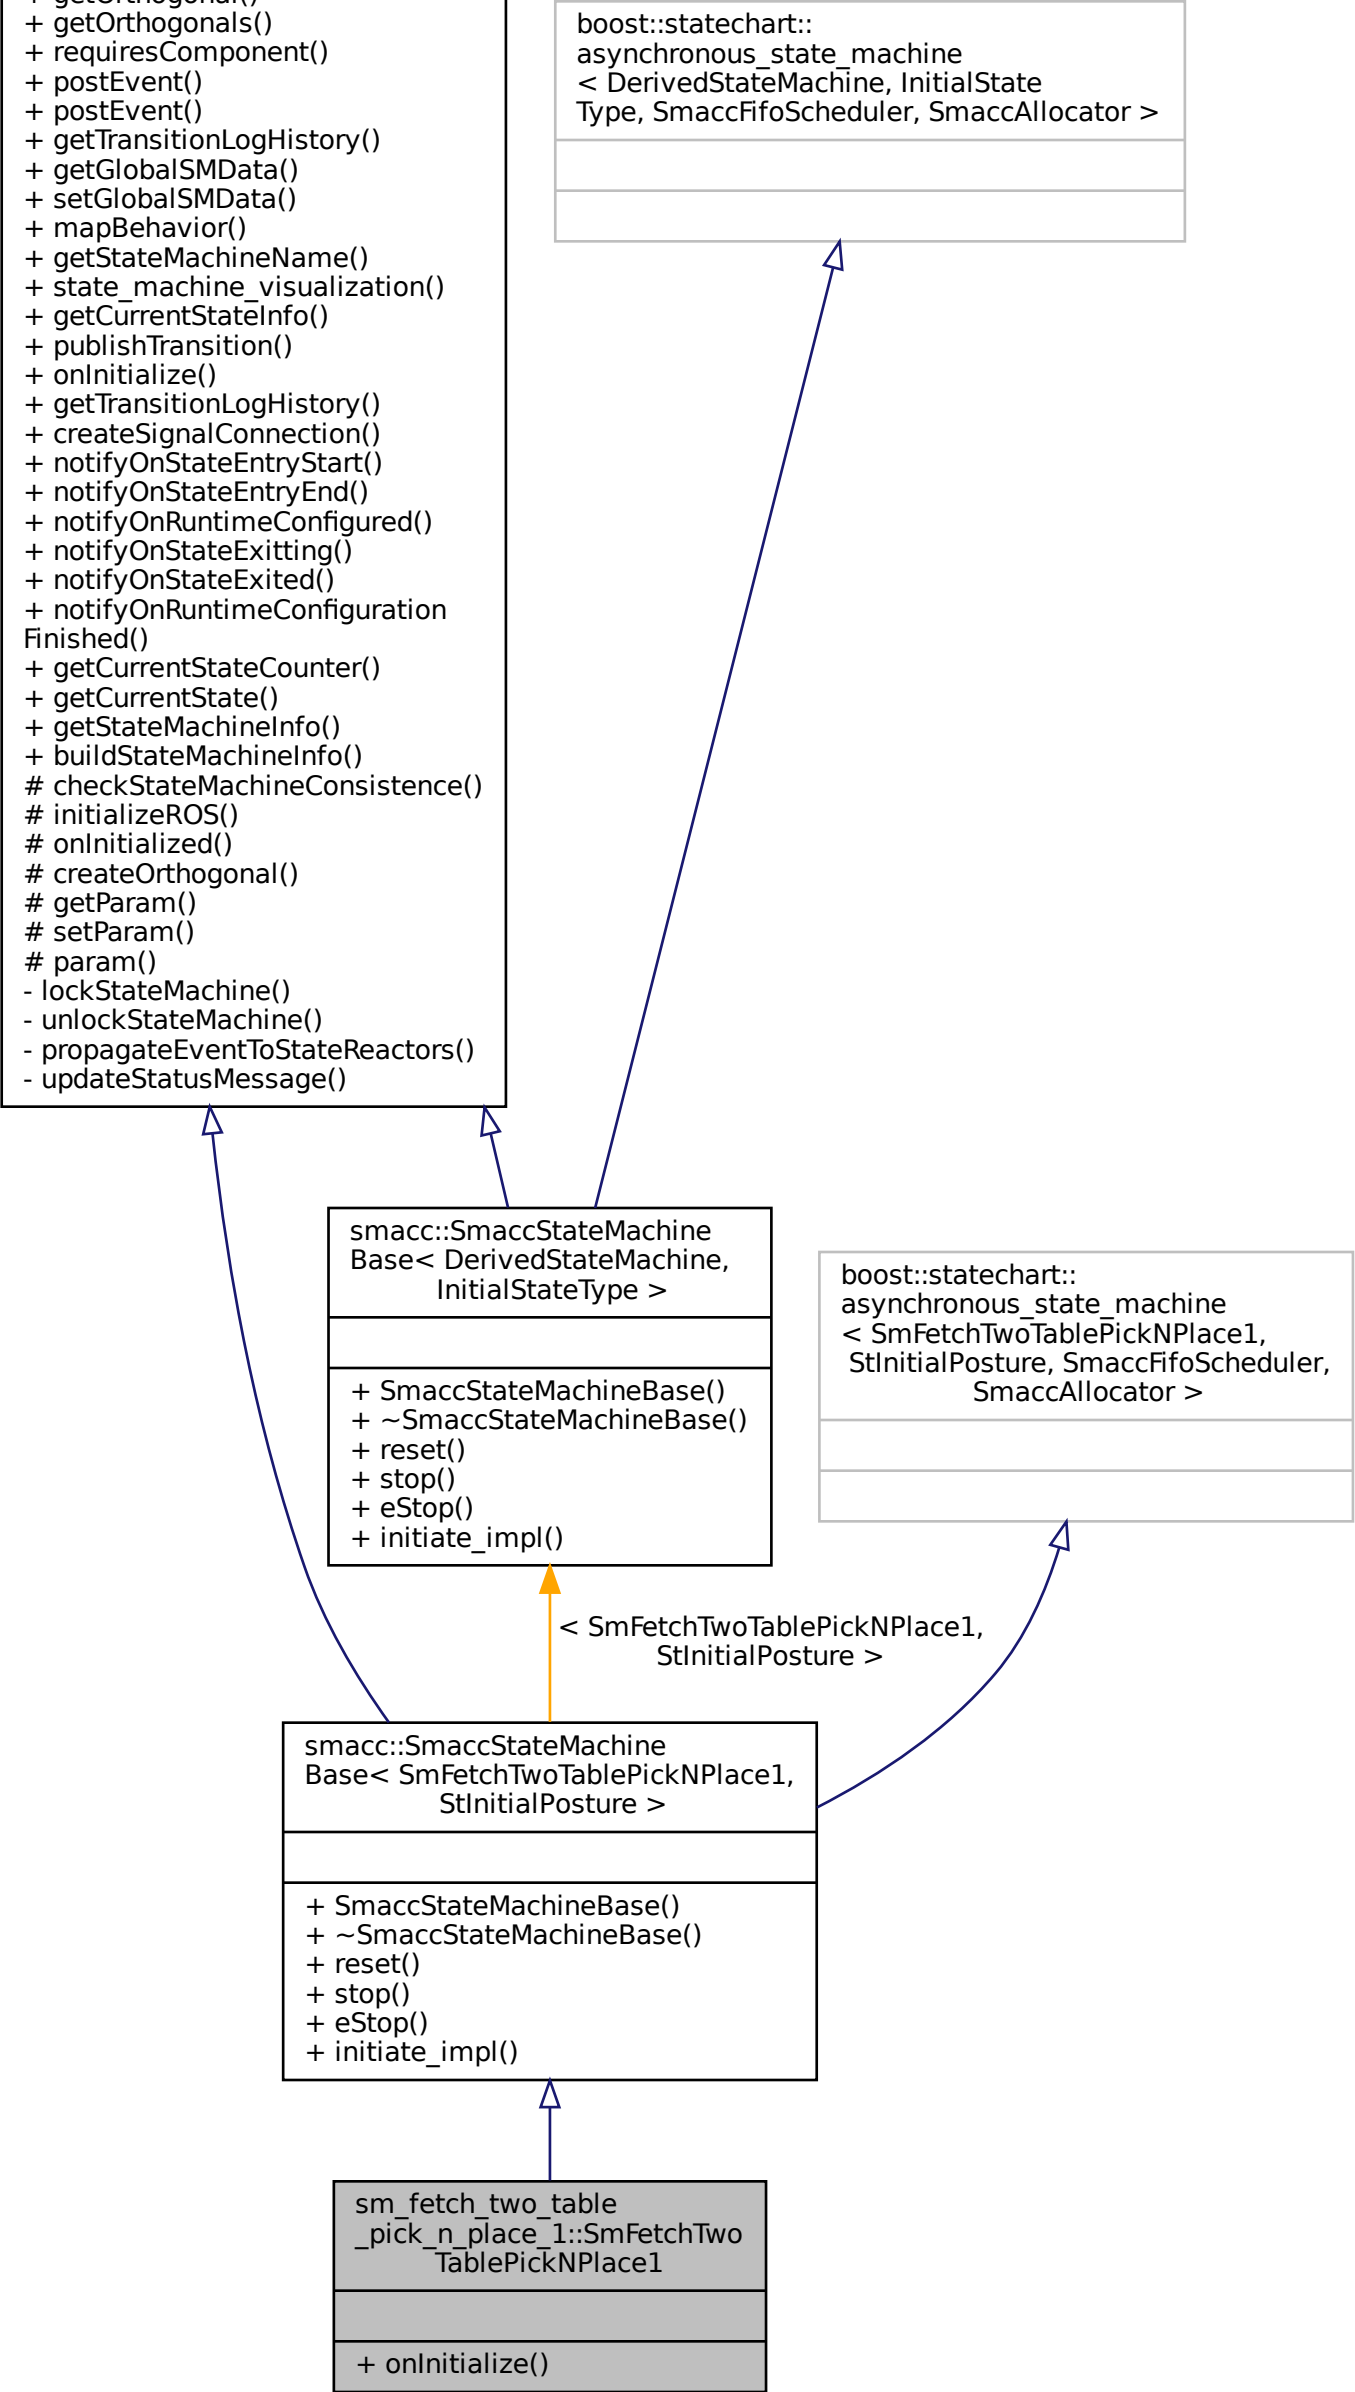 + getOrthogonals()
+ requiresComponent()
+ postEvent()
+ postEvent()
+ getTransitionLogHistory()
+ getGlobalSMData()
+ setGlobalSMData()
+ mapBehavior()
+ getStateMachineName()
+ state_machine_visualization()
+ getCurrentStateInfo()
+ publishTransition()
+ onInitialize()
+ getTransitionLogHistory()
+ createSignalConnection()
+ notifyOnStateEntryStart()
+ notifyOnStateEntryEnd()
+ notifyOnRuntimeConfigured()
+ notifyOnStateExitting()
+ notifyOnStateExited()
+ notifyOnRuntimeConfiguration
Finished()
+ getCurrentStateCounter()
+ getCurrentState()
+ getStateMachineInfo()
+ buildStateMachineInfo()
# checkStateMachineConsistence()
# initializeROS()
# onInitialized()
# createOrthogonal()
# getParam()
# setParam()
# param()
- lockStateMachine()
- unlockStateMachine()
- propagateEventToStateReactors()
- updateStatusMessage()
boost::statechart::
asynchronous_state_machine
< DerivedStateMachine, InitialState
Type, SmaccFifoScheduler, SmaccAllocator >
smacc::SmaccStateMachine
Base< DerivedStateMachine,
InitialStateType >
+ SmaccStateMachineBase()
+ ~SmaccStateMachineBase()
+ reset()
+ stop()
+ eStop()
+ initiate_impl()
boost::statechart::
asynchronous_state_machine
< SmFetchTwoTablePickNPlace1,
StInitialPosture, SmaccFifoScheduler,
SmaccAllocator >
< SmFetchTwoTablePickNPlace1,
StInitialPosture >
smacc::SmaccStateMachine
Base< SmFetchTwoTablePickNPlace1,
StInitialPosture >
+ SmaccStateMachineBase()
+ ~SmaccStateMachineBase()
+ reset()
+ stop()
+ eStop()
+ initiate_impl()
sm_fetch_two_table
_pick_n_place_1::SmFetchTwo
TablePickNPlace1
+ onInitialize()